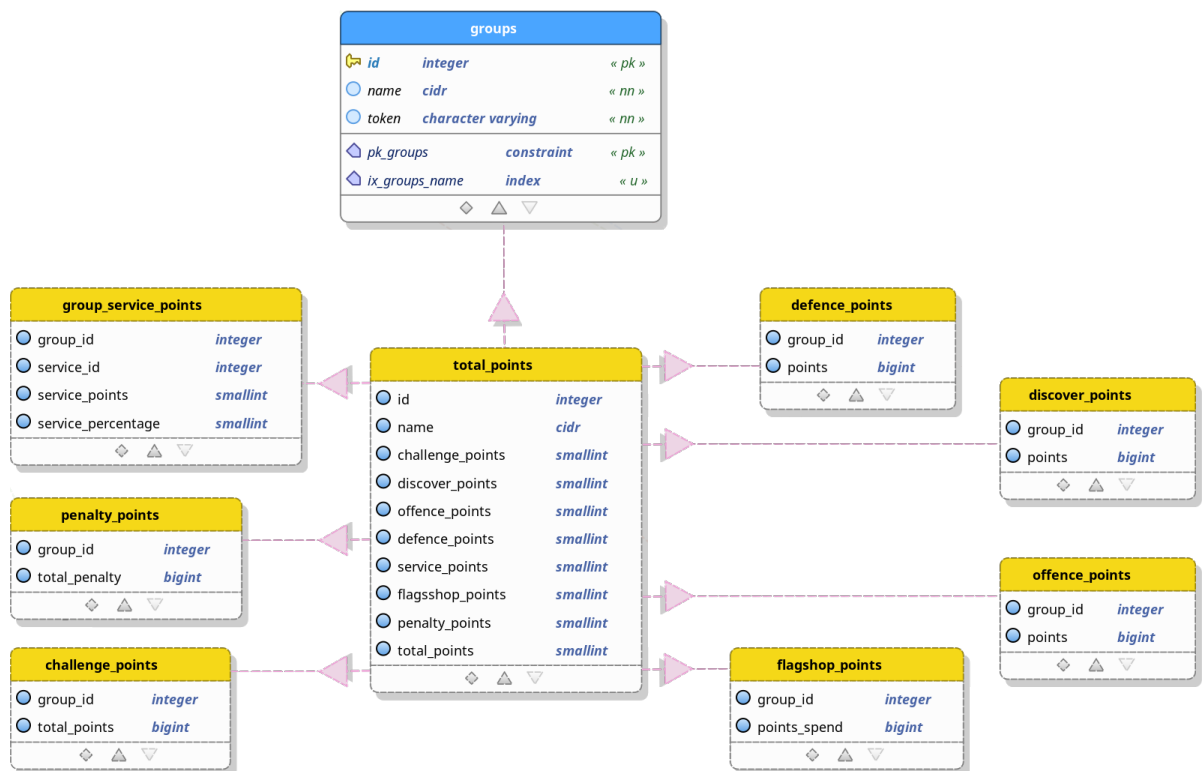 groups
id integer « pk »
name cidr « nn »
token character varying « nn »
pk_groups constraint « pk »
ix_groups_name index « u »
group_service_points
group_id integer
service_id integer
service_points smallint
service_percentage smallint
penalty_points
group_id integer
total_penalty bigint
challenge_points
group_id integer
total_points bigint
total_points
id integer
name cidr
challenge_points smallint
discover_points smallint
offence_points smallint
defence_points smallint
service_points smallint
flagsshop_points smallint
penalty_points smallint
total_points smallint
defence_points
group_id integer
points bigint
discover_points
group_id integer
points bigint
offence_points
group_id integer
points bigint
flagshop_points
group_id integer
points_spend bigint